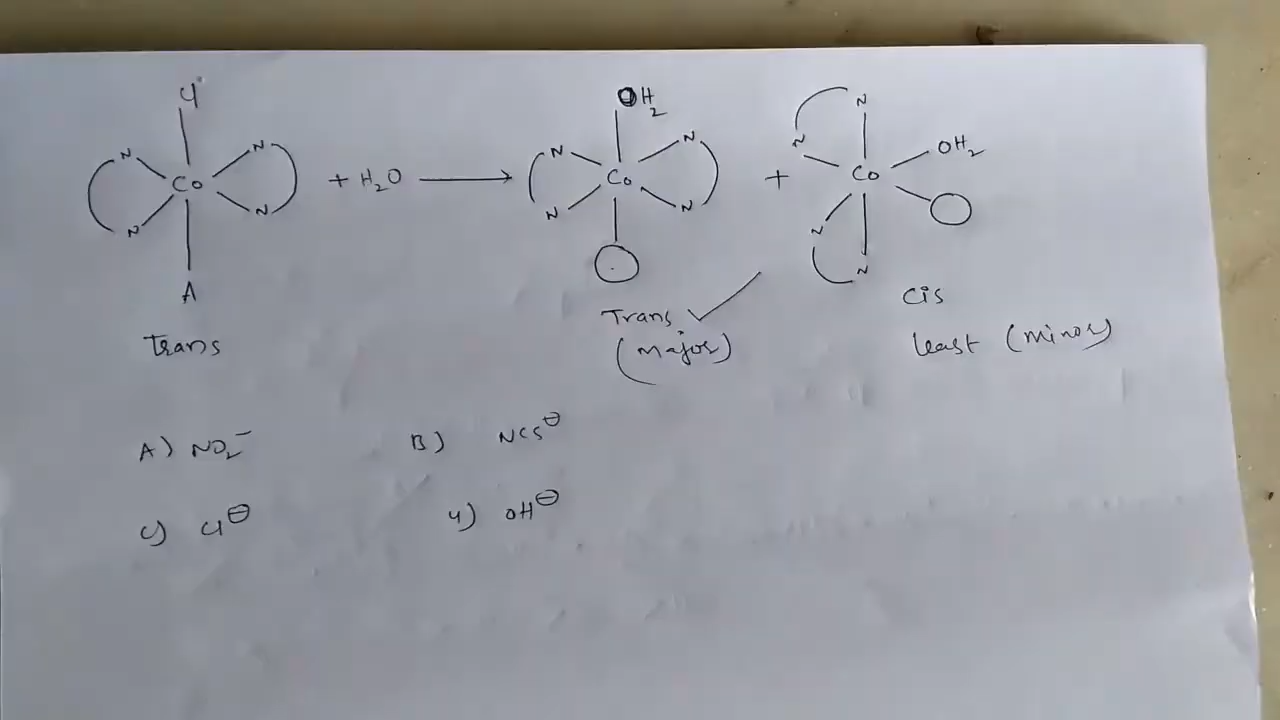 Cl
N Co N + H₂O ⟶ OH₂
N N
A
Trans
N Co N
N N
Trans ✓
(Major)
+
N
N Co OH₂
N
N
Cis
least (minor)
A) NO₂⁻ B) NCS⊖
C) Cl⊖ 4) OH⊖